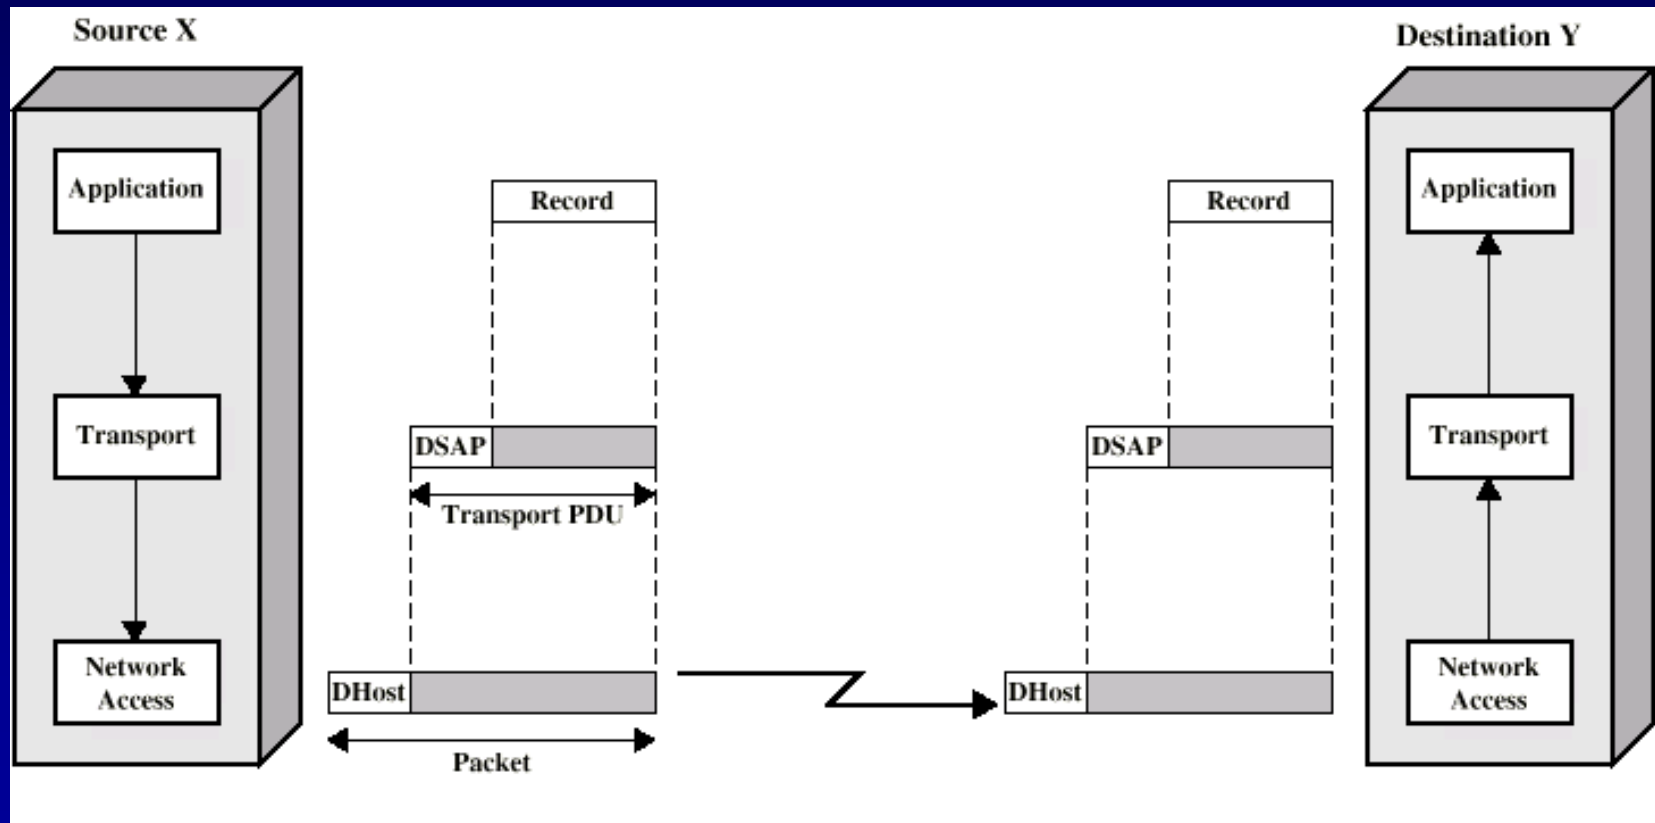 Source X
Destination Y
Application
Record
Record
Application
Transport
DSAP
DSAP
Transport
Transport PDU
Network
Access
DHost
DHost
Network
Access
Packet